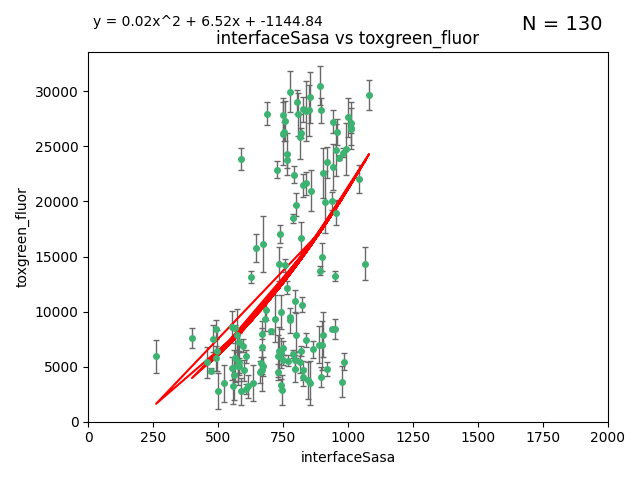 y = 0.02x^2 + 6.52x + -1144.84
N = 130
interfaceSasa vs toxgreen_fluor
30000
25000
20000
15000
10000
5000
0
toxgreen_fluor
0 250 500 750 1000 1250 1500 1750 2000
interfaceSasa